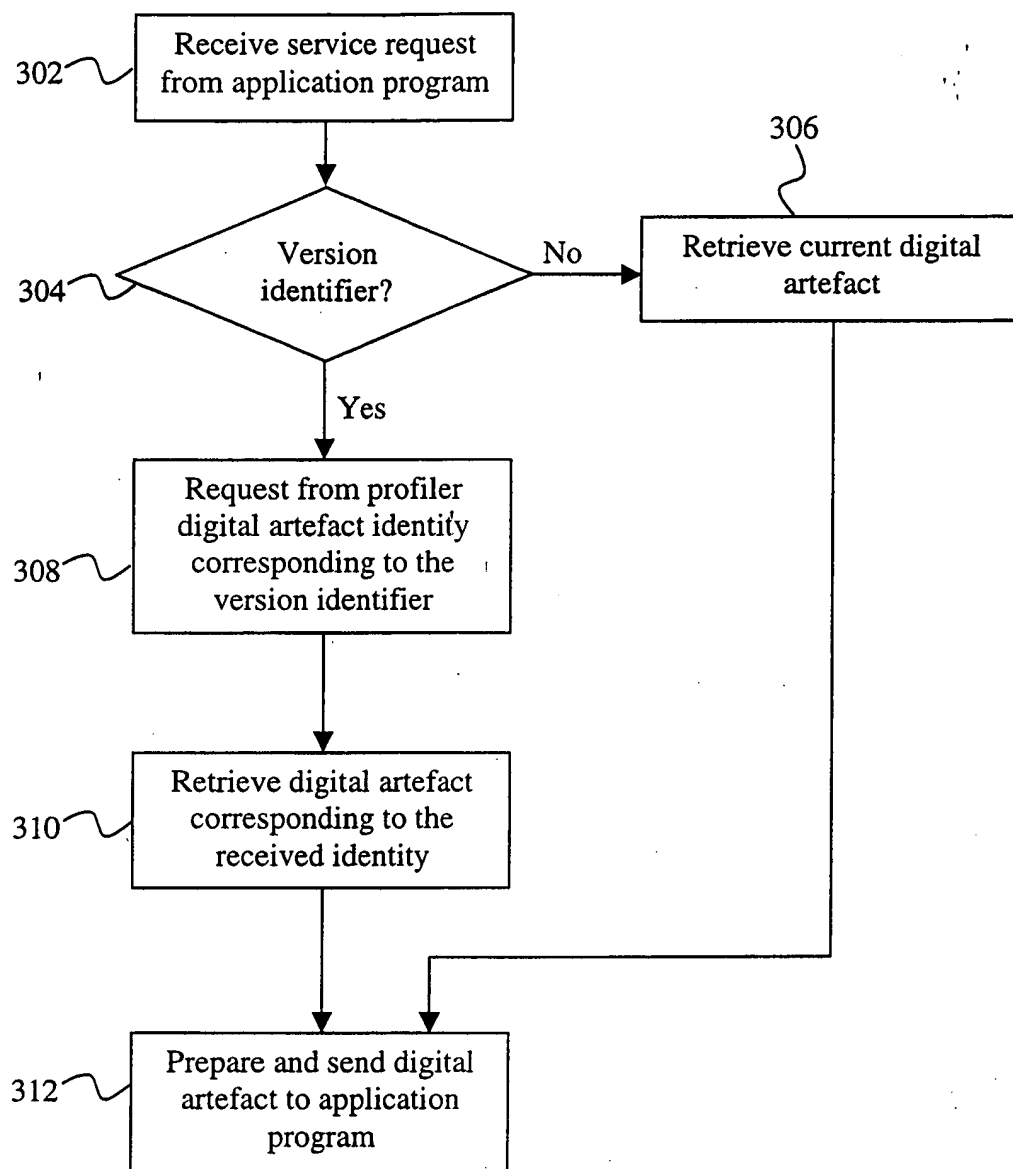 Receive service request
from application program
302
306
Version
identifier?
304
No
Retrieve current digital
artefact
Yes
Request from profiler
digital artefact identity
corresponding to the
version identifier
308
Retrieve digital artefact
corresponding to the
received identity
310
Prepare and send digital
artefact to application
program
312